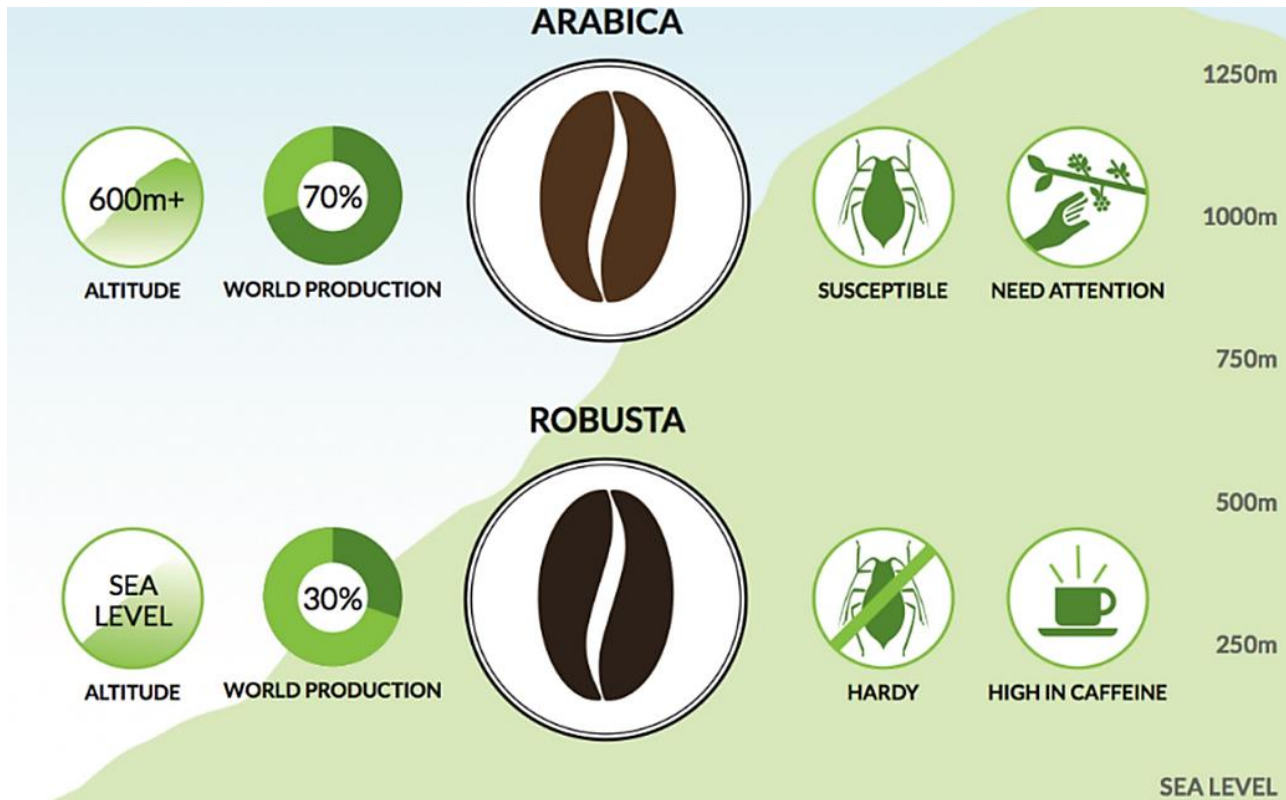 ARABICA
1250m
600m+
70%
1000m
ALTITUDE
WORLD PRODUCTION
SUSCEPTIBLE
NEED ATTENTION
750m
ROBUSTA
500m
SEA
LEVEL
30%
250m
ALTITUDE
WORLD PRODUCTION
HARDY
HIGH IN CAFFEINE
SEA LEVEL